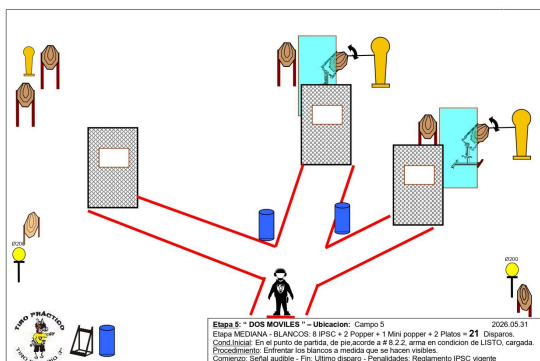 Ø200
Ø200
TIRO PRÁCTICO
Etapa 5: “ DOS MOVILES ” – Ubicacion: Campo 5 2026.05.31
Etapa MEDIANA - BLANCOS: 8 IPSC + 2 Popper + 1 Mini popper + 2 Platos = 21 Disparos.
Cond.Inicial: En el punto de partida, de pie,acorde a # 8.2.2, arma en condicion de LISTO, cargada.
Procedimiento: Enfrentar los blancos a medida que se hacen visibles.
Comienzo: Señal audible - Fin: Ultimo disparo - Penalidades: Reglamento IPSC vigente